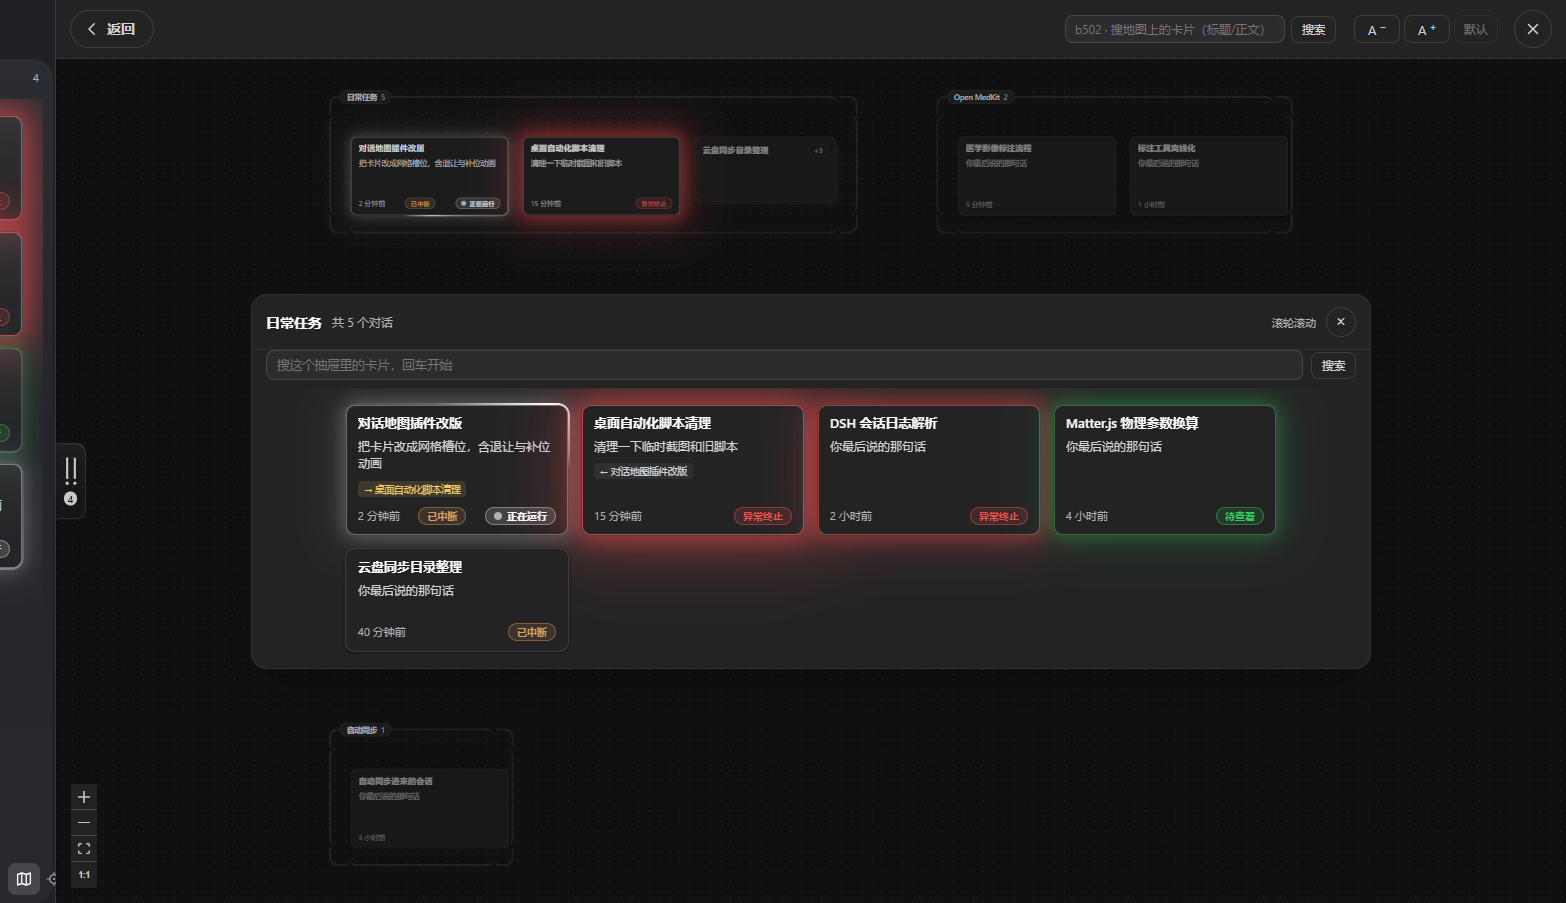 4
返回
b502 · 搜地图上的卡片（标题/正文）
搜索
A⁻
A⁺
默认
日常任务 5
对话地图插件改版
把卡片改成网格槽位，含退让与补位动画
2 分钟前
已中断
正在运行
桌面自动化脚本清理
清理一下临时截图和旧脚本
15 分钟前
异常终止
云盘同步目录整理
+3
Open MedKit 2
医学影像标注流程
你最后说的那句话
5 分钟前
标注工具离线化
你最后说的那句话
1 小时前
日常任务 共 5 个对话
滚轮滚动
搜这个抽屉里的卡片，回车开始
搜索
对话地图插件改版
把卡片改成网格槽位，含退让与补位
动画
→ 桌面自动化脚本清理
2 分钟前
已中断
正在运行
桌面自动化脚本清理
清理一下临时截图和旧脚本
← 对话地图插件改版
15 分钟前
异常终止
DSH 会话日志解析
你最后说的那句话
2 小时前
异常终止
Matter.js 物理参数换算
你最后说的那句话
4 小时前
待查看
云盘同步目录整理
你最后说的那句话
40 分钟前
已中断
4
自动同步 1
自动同步进来的会话
你最后说的那句话
5 小时前
1:1